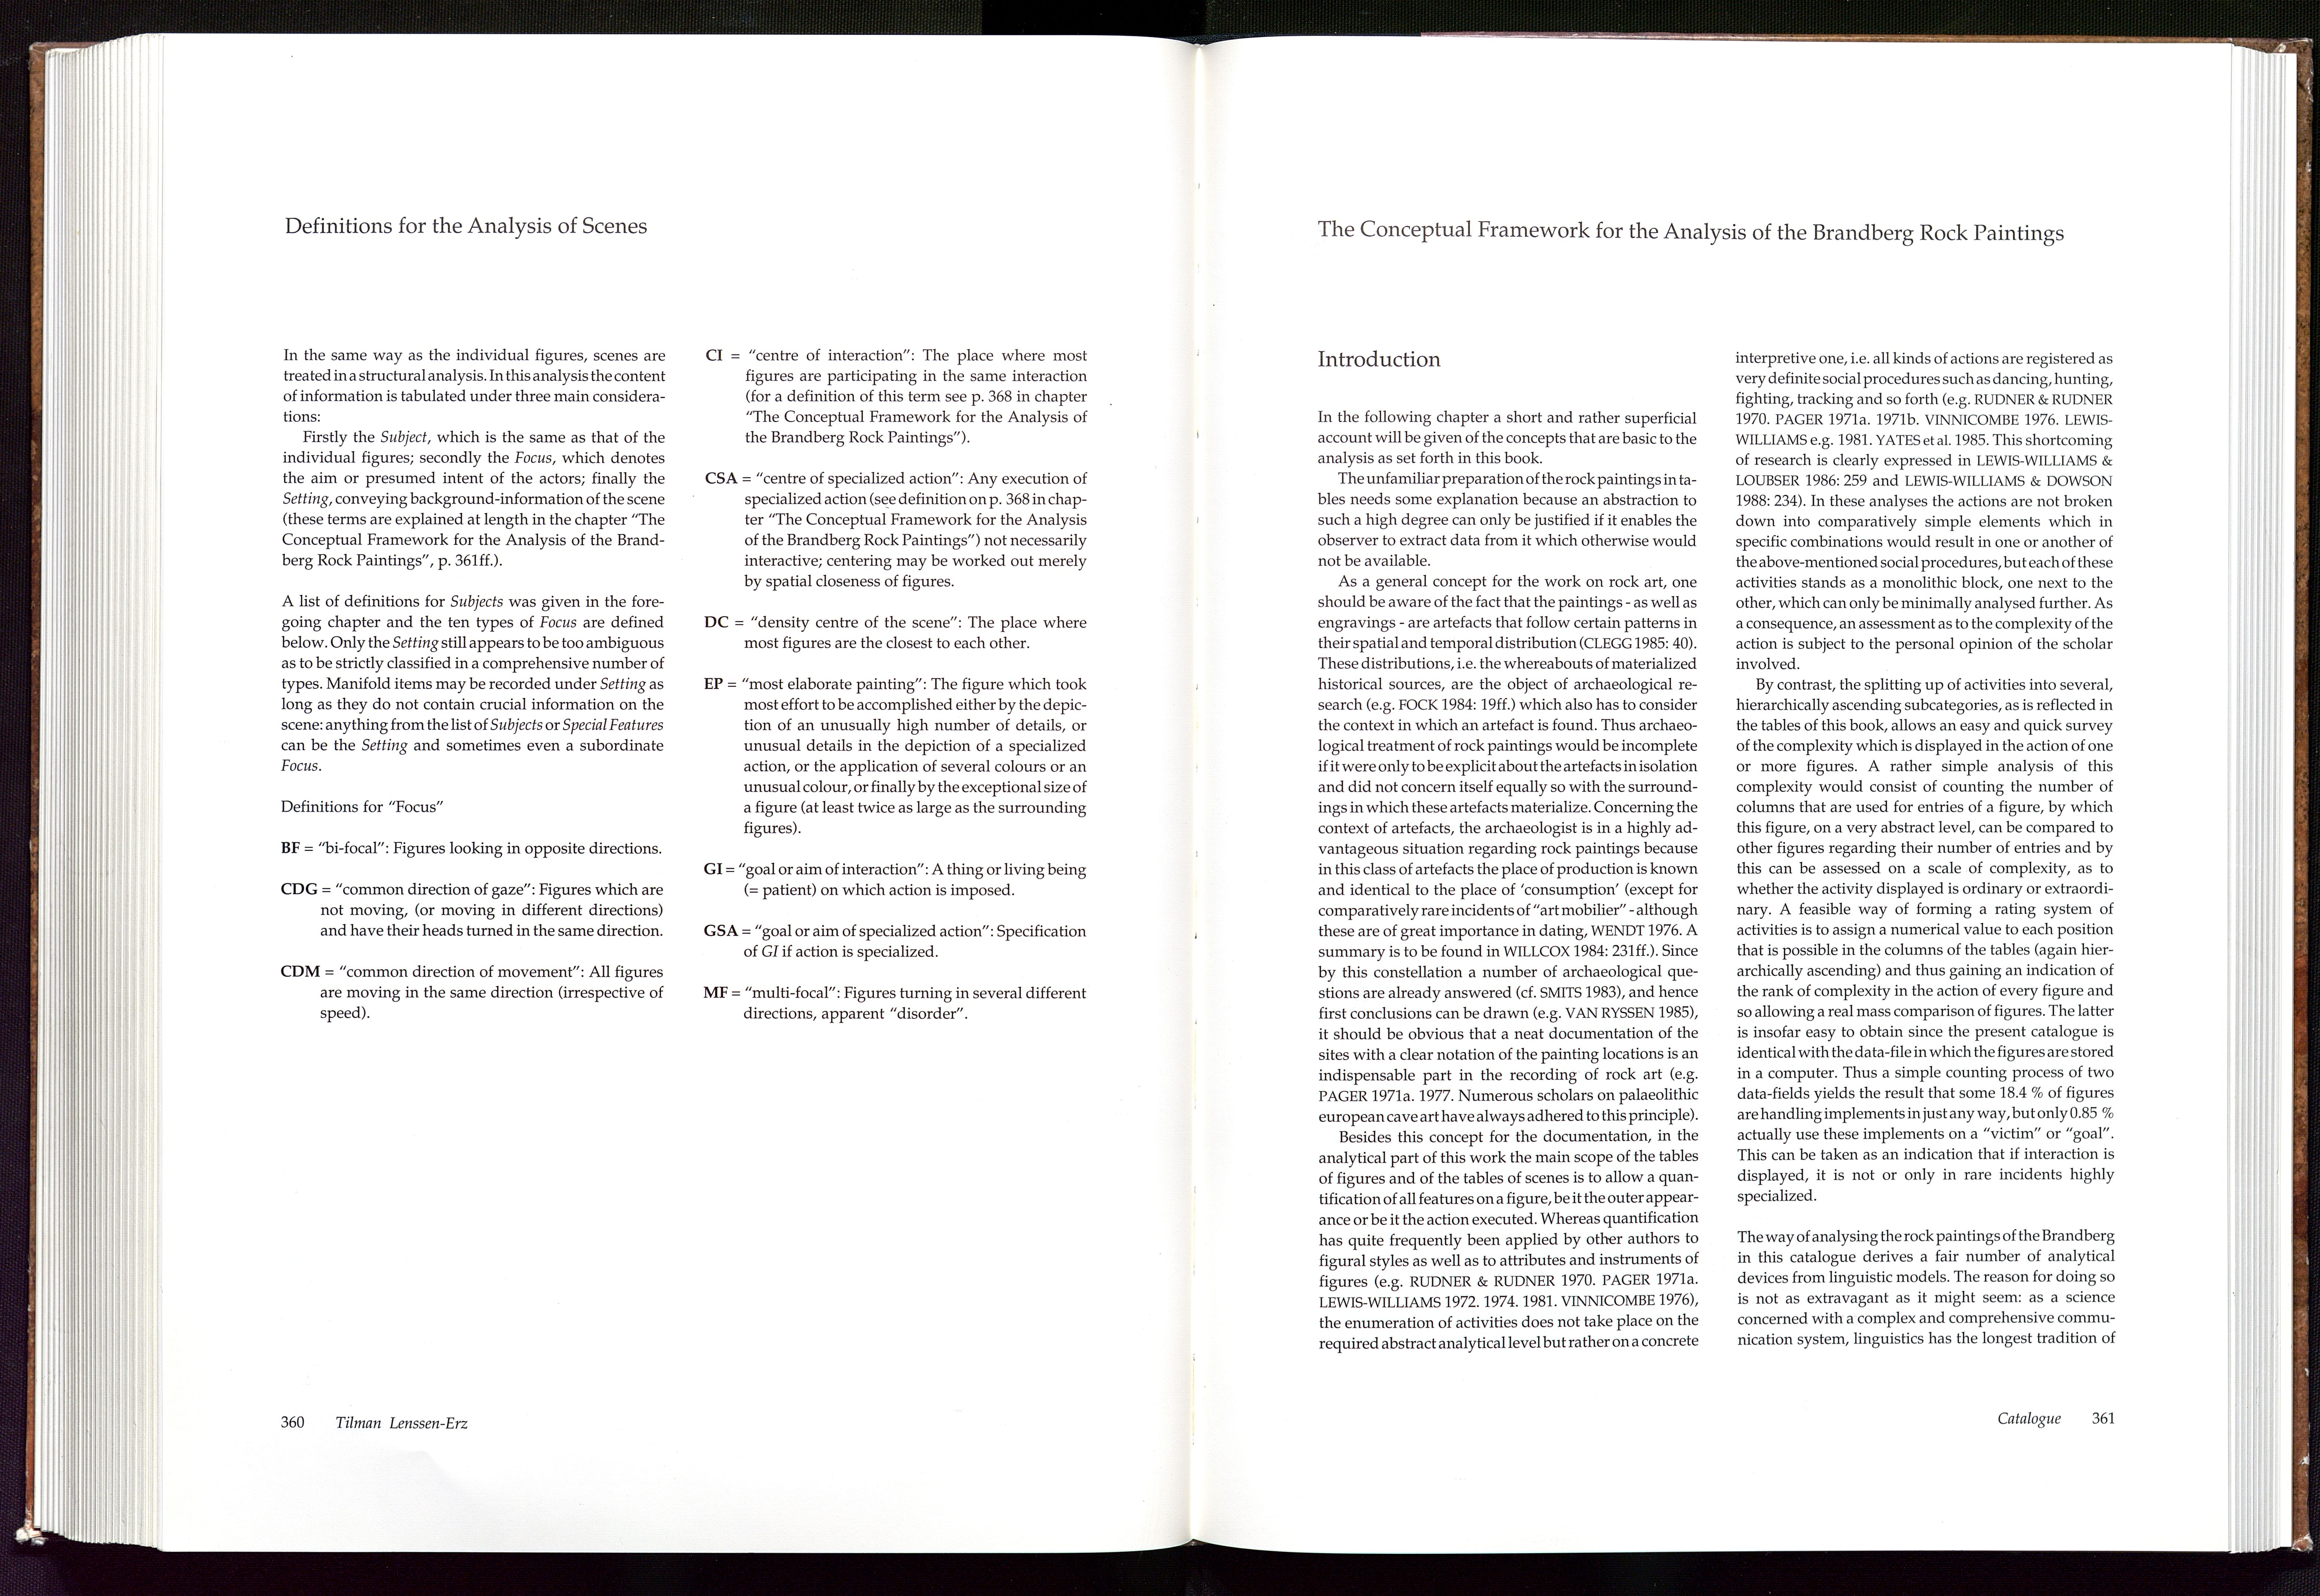 Definitions for the Analysis of Scenes
In the same way as the individual figures, scenes are
treated in a structural analysis. In this analysis the content
of information is tabulated under three main considera-
tions:
Firstly the Subject, which is the same as that of the
individual figures; secondly the Focus, which denotes
the aim or presumed intent of the actors; finally the
Setting, conveying background-information of the scene
(these terms are explained at length in the chapter "The
Conceptual Framework for the Analysis of the Brand-
berg Rock Paintings", p. 361ff.).
A list of definitions for Subjects was given in the fore-
going chapter and the ten types of Focus are defined
below. Only the Setting still appears to be too ambiguous
as to be strictly classified in a comprehensive number of
types. Manifold items may be recorded under Setting as
long as they do not contain crucial information on the
scene: anything from the list of Subjects or Special Features
can be the Setting and sometimes even a subordinate
Focus.
Definitions for "Focus"
BF = "bi-focal": Figures looking in opposite directions.
CDG = "common direction of gaze": Figures which are
not moving, (or moving in different directions)
and have their heads turned in the same direction.
CDM = "common direction of movement": All figures
are moving in the same direction (irrespective of
speed).
CI = "centre of interaction": The place where most
figures are participating in the same interaction
(for a definition of this term see p. 368 in chapter
"The Conceptual Framework for the Analysis of
the Brandberg Rock Paintings").
CSA = "centre of specialized action": Any execution of
specialized action (see definition on p. 368 in chap-
ter "The Conceptual Framework for the Analysis
of the Brandberg Rock Paintings") not necessarily
interactive; centering may be worked out merely
by spatial closeness of figures.
DC = "density centre of the scene": The place where
most figures are the closest to each other.
EP = "most elaborate painting": The figure which took
most effort to be accomplished either by the depic-
tion of an unusually high number of details, or
unusual details in the depiction of a specialized
action, or the application of several colours or an
unusual colour, or finally by the exceptional size of
a figure (at least twice as large as the surrounding
figures).
GI = "goal or aim of interaction": A thing or living being
(= patient) on which action is imposed.
GSA = "goal or aim of specialized action": Specification
of GI if action is specialized.
MF = "multi-focal": Figures turning in several different
directions, apparent "disorder".
360 Tilman Lenssen-Erz
The Conceptual Framework for the Analysis of the Brandberg Rock Paintings
Introduction
In the following chapter a short and rather superficial
account will be given of the concepts that are basic to the
analysis as set forth in this book.
The unfamiliar preparation of the rock paintings in ta-
bles needs some explanation because an abstraction to
such a high degree can only be justified if it enables the
observer to extract data from it which otherwise would
not be available.
As a general concept for the work on rock art, one
should be aware of the fact that the paintings - as well as
engravings - are artefacts that follow certain patterns in
their spatial and temporal distribution (CLEGG 1985: 40).
These distributions, i.e. the whereabouts of materialized
historical sources, are the object of archaeological re-
search (e.g. FOCK 1984: 19ff.) which also has to consider
the context in which an artefact is found. Thus archaeo-
logical treatment of rock paintings would be incomplete
if it were only to be explicit about the artefacts in isolation
and did not concern itself equally so with the surround-
ings in which these artefacts materialize. Concerning the
context of artefacts, the archaeologist is in a highly ad-
vantageous situation regarding rock paintings because
in this class of artefacts the place of production is known
and identical to the place of 'consumption' (except for
comparatively rare incidents of "art mobilier" - although
these are of great importance in dating, WENDT 1976. A
summary is to be found in WILLCOX 1984: 231ff.). Since
by this constellation a number of archaeological que-
stions are already answered (cf. SMITS 1983), and hence
first conclusions can be drawn (e.g. VAN RYSSEN 1985),
it should be obvious that a neat documentation of the
sites with a clear notation of the painting locations is an
indispensable part in the recording of rock art (e.g.
PAGER 1971a. 1977. Numerous scholars on palaeolithic
european cave art have always adhered to this principle).
Besides this concept for the documentation, in the
analytical part of this work the main scope of the tables
of figures and of the tables of scenes is to allow a quan-
tification of all features on a figure, be it the outer appear-
ance or be it the action executed. Whereas quantification
has quite frequently been applied by other authors to
figural styles as well as to attributes and instruments of
figures (e.g. RUDNER & RUDNER 1970. PAGER 1971a.
LEWIS-WILLIAMS 1972. 1974. 1981. VINNICOMBE 1976),
the enumeration of activities does not take place on the
required abstract analytical level but rather on a concrete
interpretive one, i.e. all kinds of actions are registered as
very definite social procedures such as dancing, hunting,
fighting, tracking and so forth (e.g. RUDNER & RUDNER
1970. PAGER 1971a. 1971b. VINNICOMBE 1976. LEWIS-
WILLIAMS e.g. 1981. YATES et al. 1985. This shortcoming
of research is clearly expressed in LEWIS-WILLIAMS &
LOUBSER 1986: 259 and LEWIS-WILLIAMS & DOWSON
1988: 234). In these analyses the actions are not broken
down into comparatively simple elements which in
specific combinations would result in one or another of
the above-mentioned social procedures, but each of these
activities stands as a monolithic block, one next to the
other, which can only be minimally analysed further. As
a consequence, an assessment as to the complexity of the
action is subject to the personal opinion of the scholar
involved.
By contrast, the splitting up of activities into several,
hierarchically ascending subcategories, as is reflected in
the tables of this book, allows an easy and quick survey
of the complexity which is displayed in the action of one
or more figures. A rather simple analysis of this
complexity would consist of counting the number of
columns that are used for entries of a figure, by which
this figure, on a very abstract level, can be compared to
other figures regarding their number of entries and by
this can be assessed on a scale of complexity, as to
whether the activity displayed is ordinary or extraordi-
nary. A feasible way of forming a rating system of
activities is to assign a numerical value to each position
that is possible in the columns of the tables (again hier-
archically ascending) and thus gaining an indication of
the rank of complexity in the action of every figure and
so allowing a real mass comparison of figures. The latter
is insofar easy to obtain since the present catalogue is
identical with the data-file in which the figures are stored
in a computer. Thus a simple counting process of two
data-fields yields the result that some 18.4 % of figures
are handling implements in just any way, but only 0.85 %
actually use these implements on a "victim" or "goal".
This can be taken as an indication that if interaction is
displayed, it is not or only in rare incidents highly
specialized.
The way of analysing the rock paintings of the Brandberg
in this catalogue derives a fair number of analytical
devices from linguistic models. The reason for doing so
is not as extravagant as it might seem: as a science
concerned with a complex and comprehensive commu-
nication system, linguistics has the longest tradition of
Catalogue 361